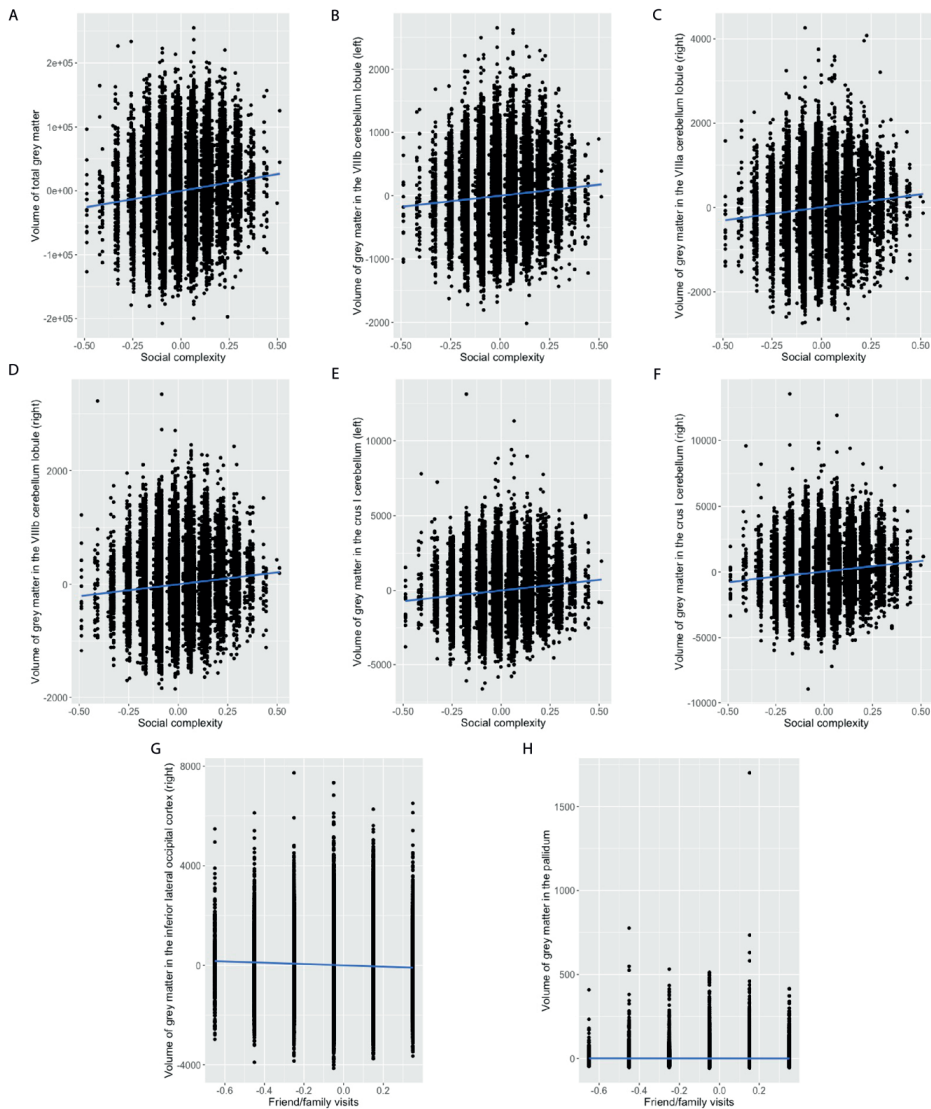 A
B
C
Volume of total grey matter
2e+05
1e+05
0e+00
-1e+05
-2e+05
-0.50 -0.25 0.00 0.25 0.50
Social complexity
Volume of grey matter in the VIIIb cerebellum lobule (left)
2000
1000
0
-1000
-2000
-0.50 -0.25 0.00 0.25 0.50
Social complexity
Volume of grey matter in the VIIIa cerebellum lobule (right)
4000
2000
0
-2000
-0.50 -0.25 0.00 0.25 0.50
Social complexity
D
E
F
Volume of grey matter in the VIIIb cerebellum lobule (right)
2000
0
-2000
-0.50 -0.25 0.00 0.25 0.50
Social complexity
Volume of grey matter in the crus I cerebellum (left)
10000
5000
0
-5000
-0.50 -0.25 0.00 0.25 0.50
Social complexity
Volume of grey matter in the crus I cerebellum (right)
10000
5000
0
-5000
-10000
-0.50 -0.25 0.00 0.25 0.50
Social complexity
G
H
Volume of grey matter in the inferior lateral occipital cortex (right)
8000
4000
0
-4000
-0.6 -0.4 -0.2 0.0 0.2
Friend/family visits
Volume of grey matter in the pallidum
1500
1000
500
0
-0.6 -0.4 -0.2 0.0 0.2
Friend/family visits